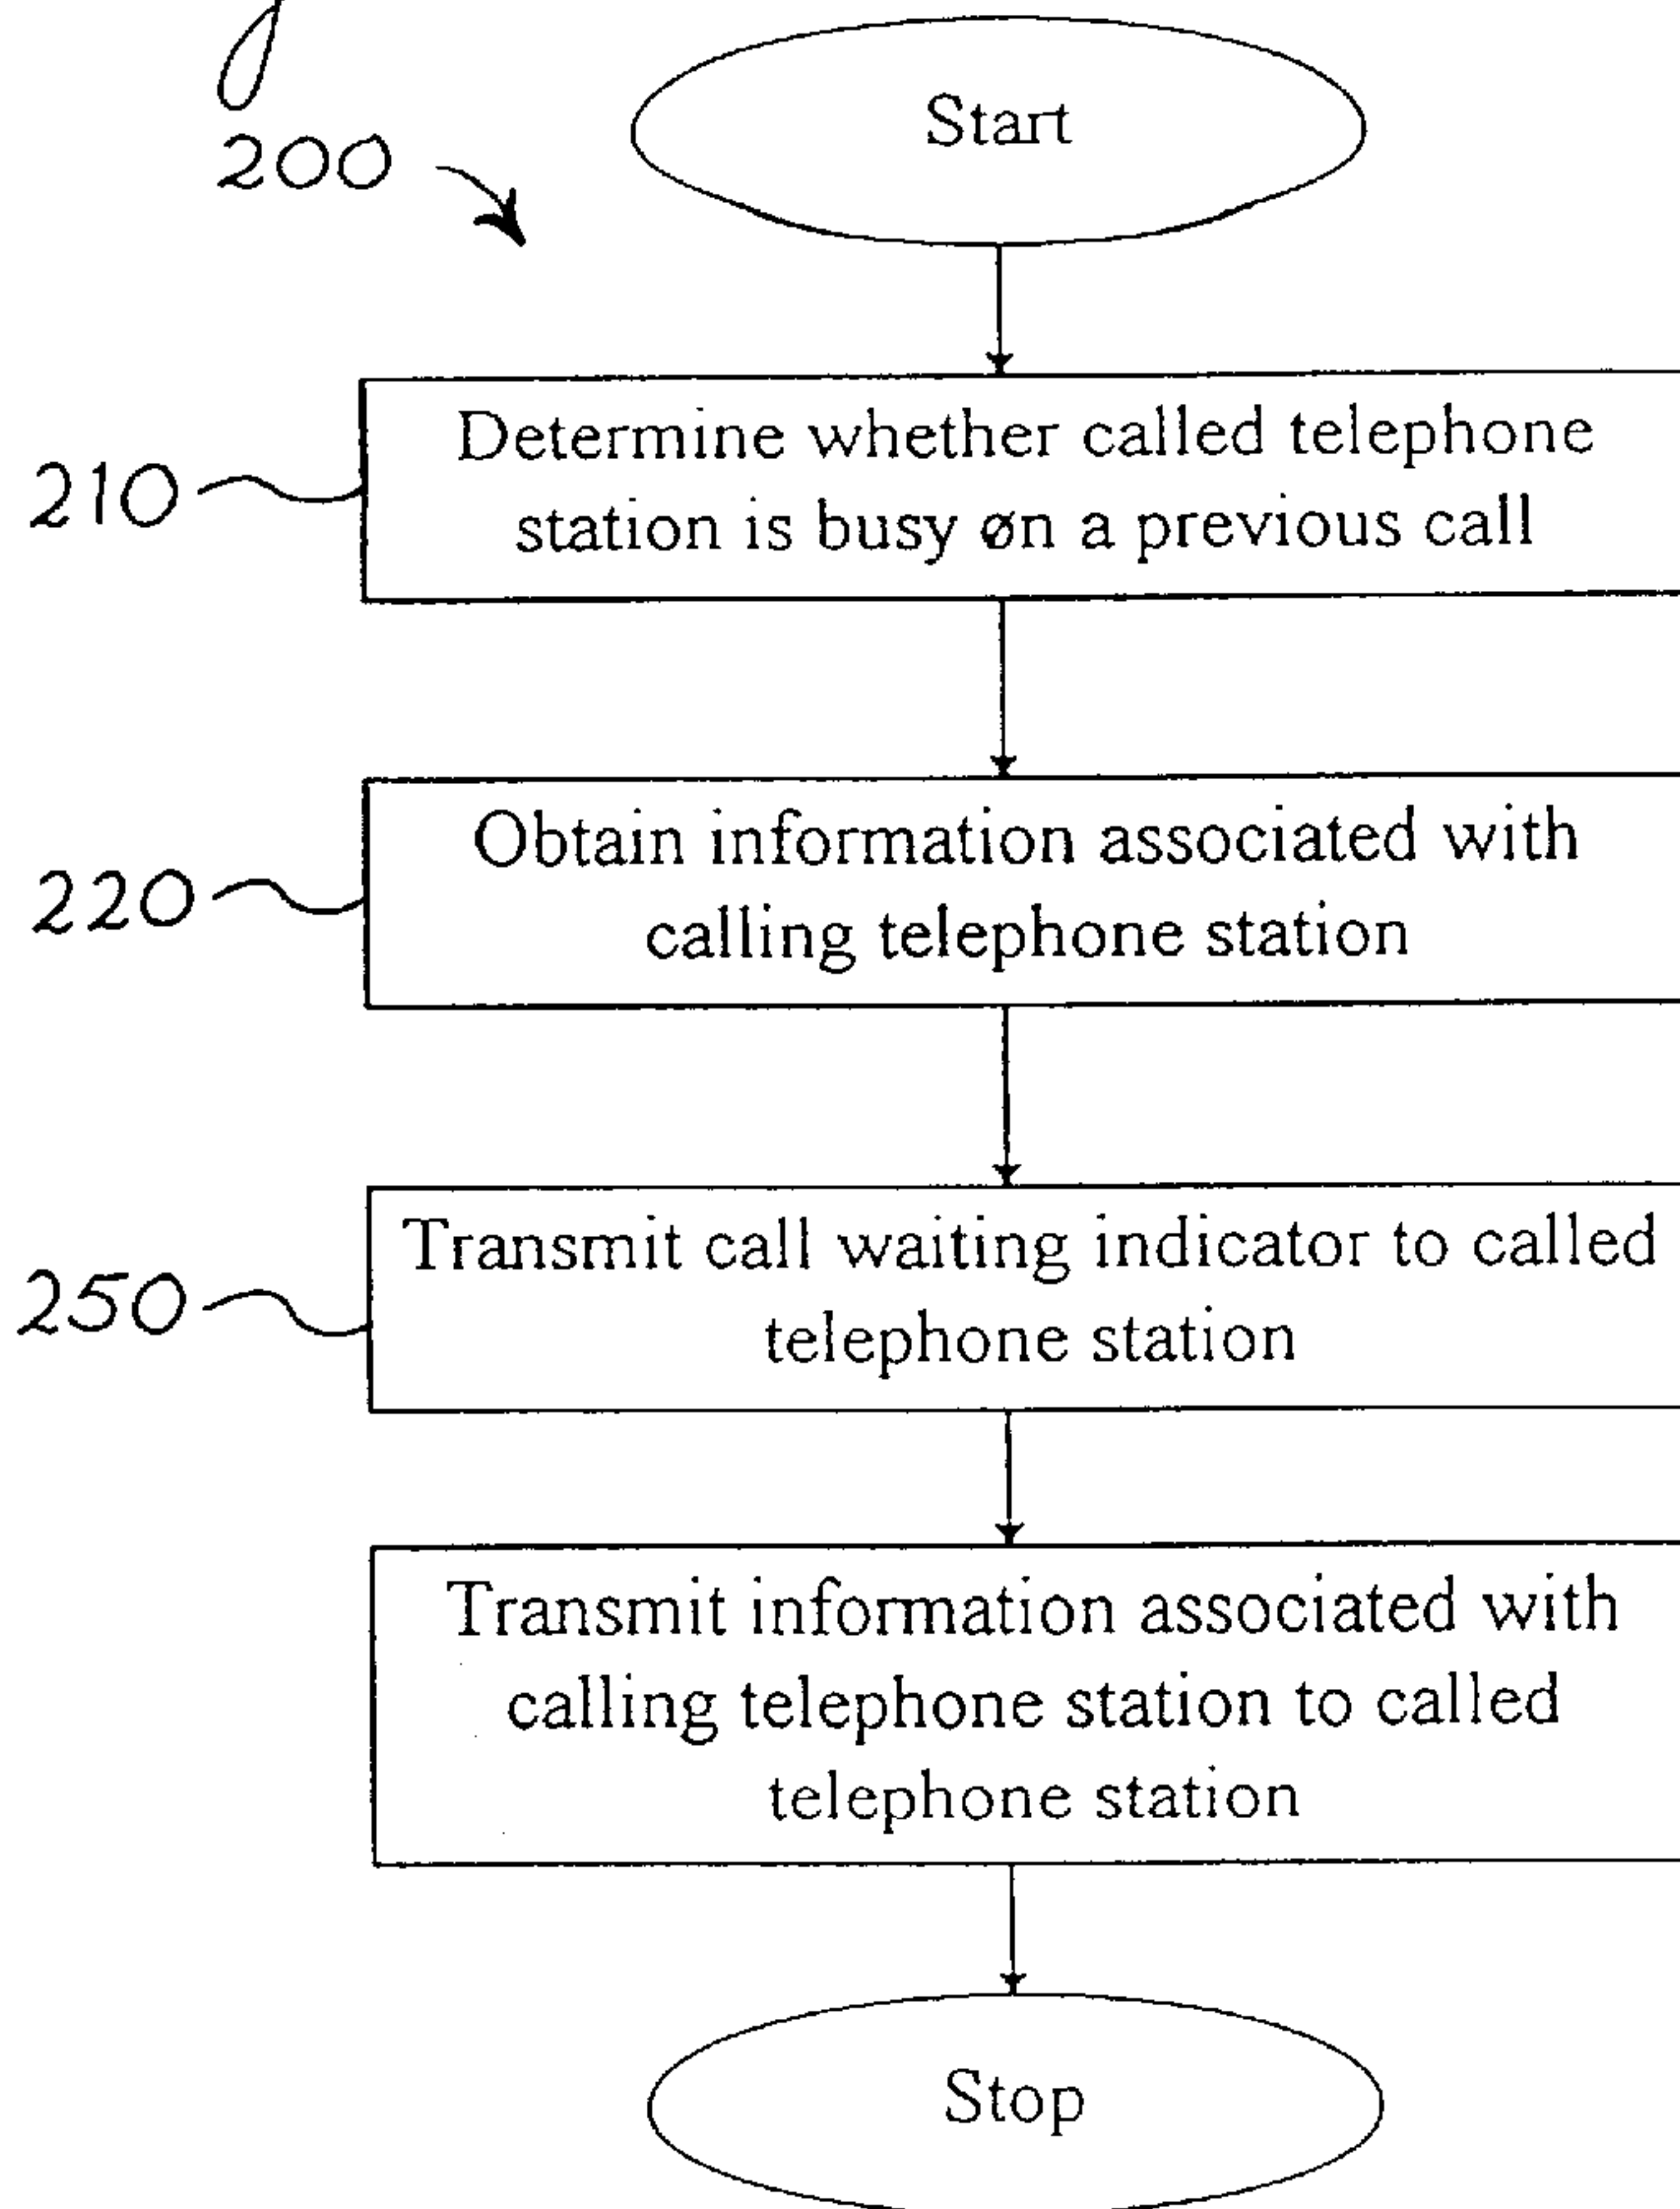 200
Start
210
Determine whether called telephone
station is busy øn a previous call
220
Obtain information associated with
calling telephone station
250
Transmit call waiting indicator to called
telephone station
Transmit information associated with
calling telephone station to called
telephone station
Stop